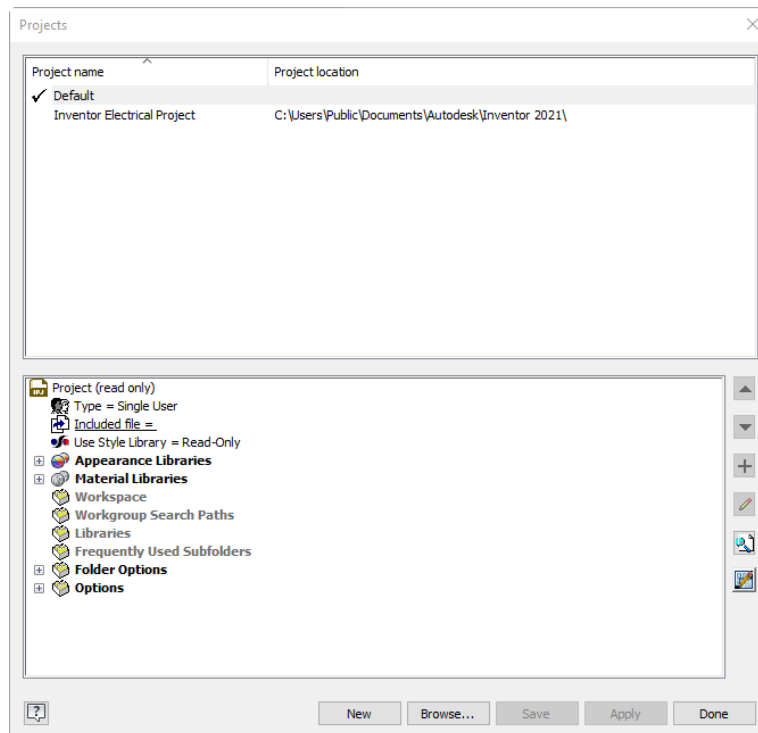 Projects
Project name Project location
Default
Inventor Electrical Project C:\Users\Public\Documents\Autodesk\Inventor 2021\
Project (read only)
Type = Single User
Included file =
Use Style Library = Read-Only
Appearance Libraries
Material Libraries
Workspace
Workgroup Search Paths
Libraries
Frequently Used Subfolders
Folder Options
Options
New Browse... Save Apply Done